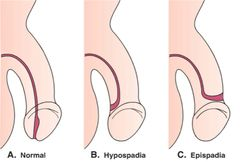 A. Normal
B. Hypospadia
C. Epispadia